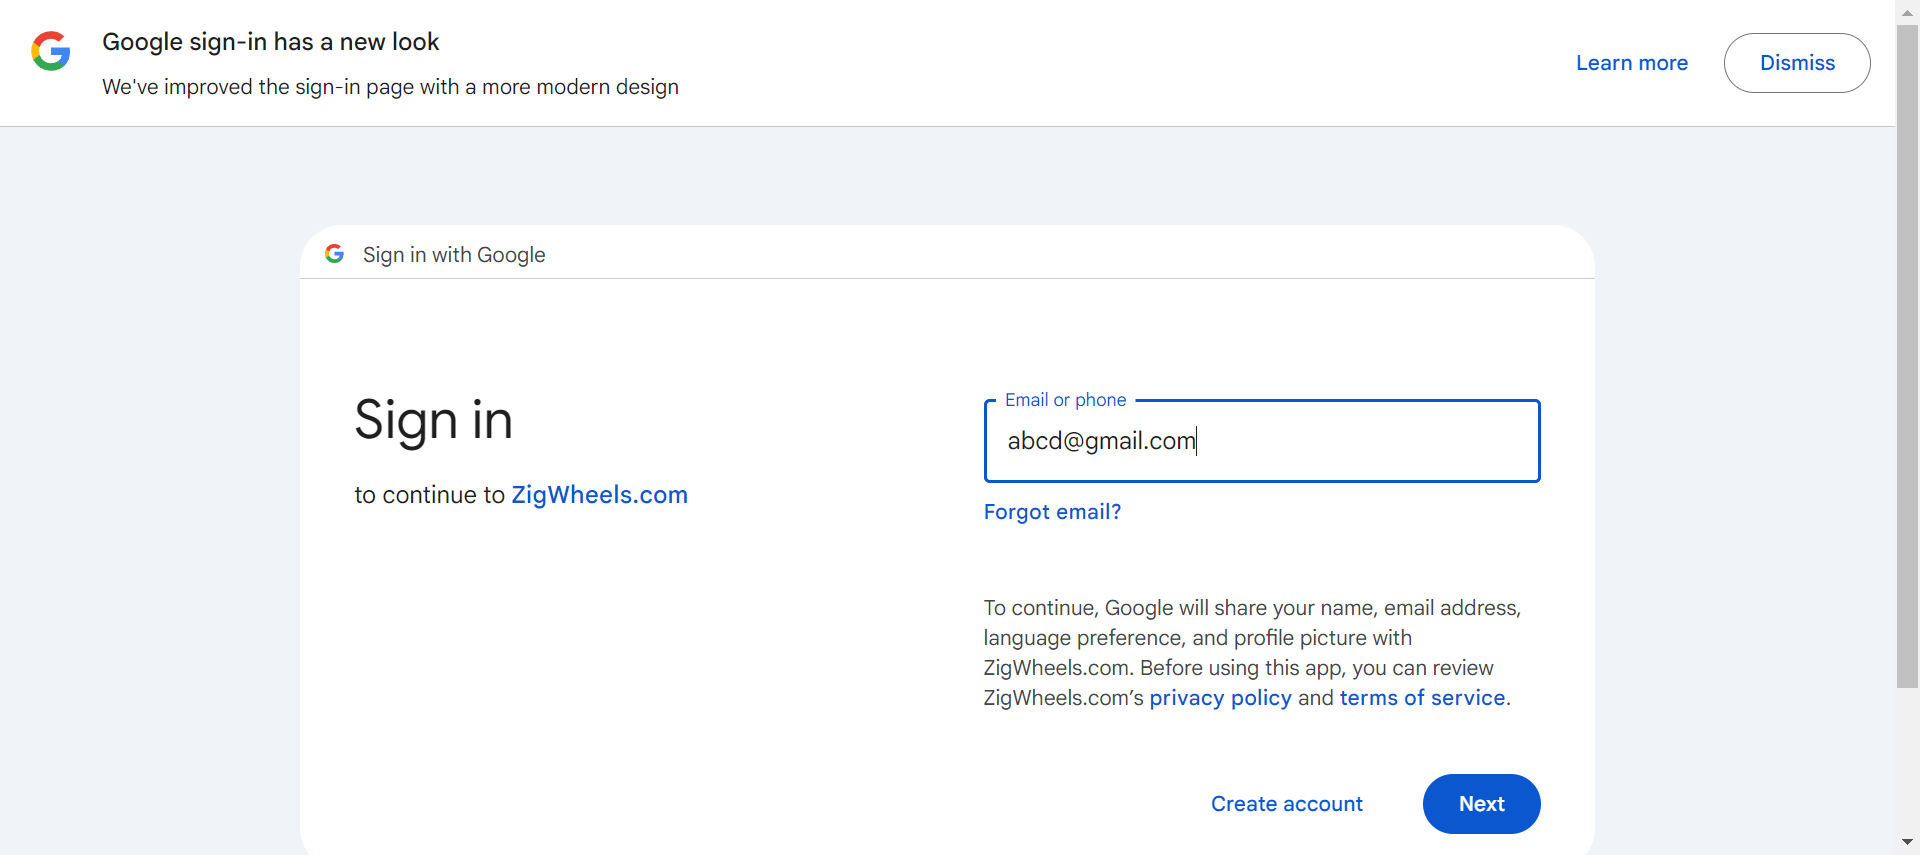 Google sign-in has a new look
We've improved the sign-in page with a more modern design
Learn more
Dismiss
Sign in with Google
Sign in
to continue to ZigWheels.com
Email or phone
abcd@gmail.com
Forgot email?
To continue, Google will share your name, email address,
language preference, and profile picture with
ZigWheels.com. Before using this app, you can review
ZigWheels.com’s privacy policy and terms of service.
Create account
Next